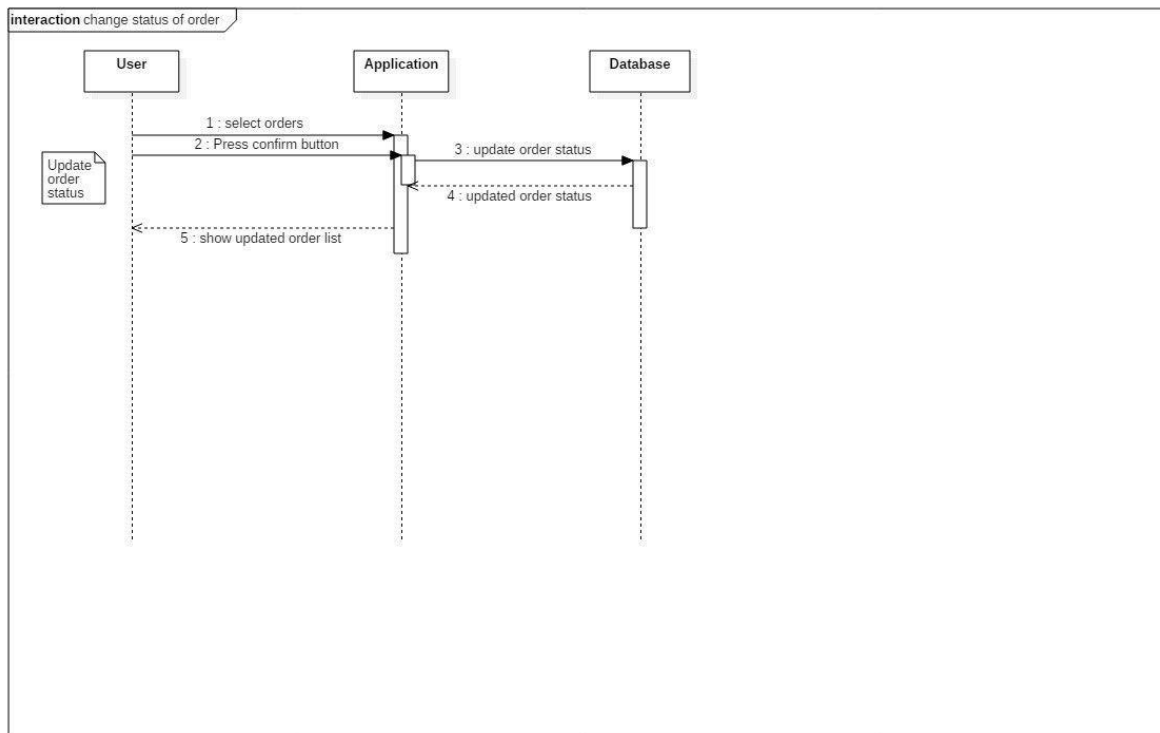 interaction change status of order
User
Application
Database
1 : select orders
2 : Press confirm button
3 : update order status
Update
order
status
4 : updated order status
5 : show updated order list